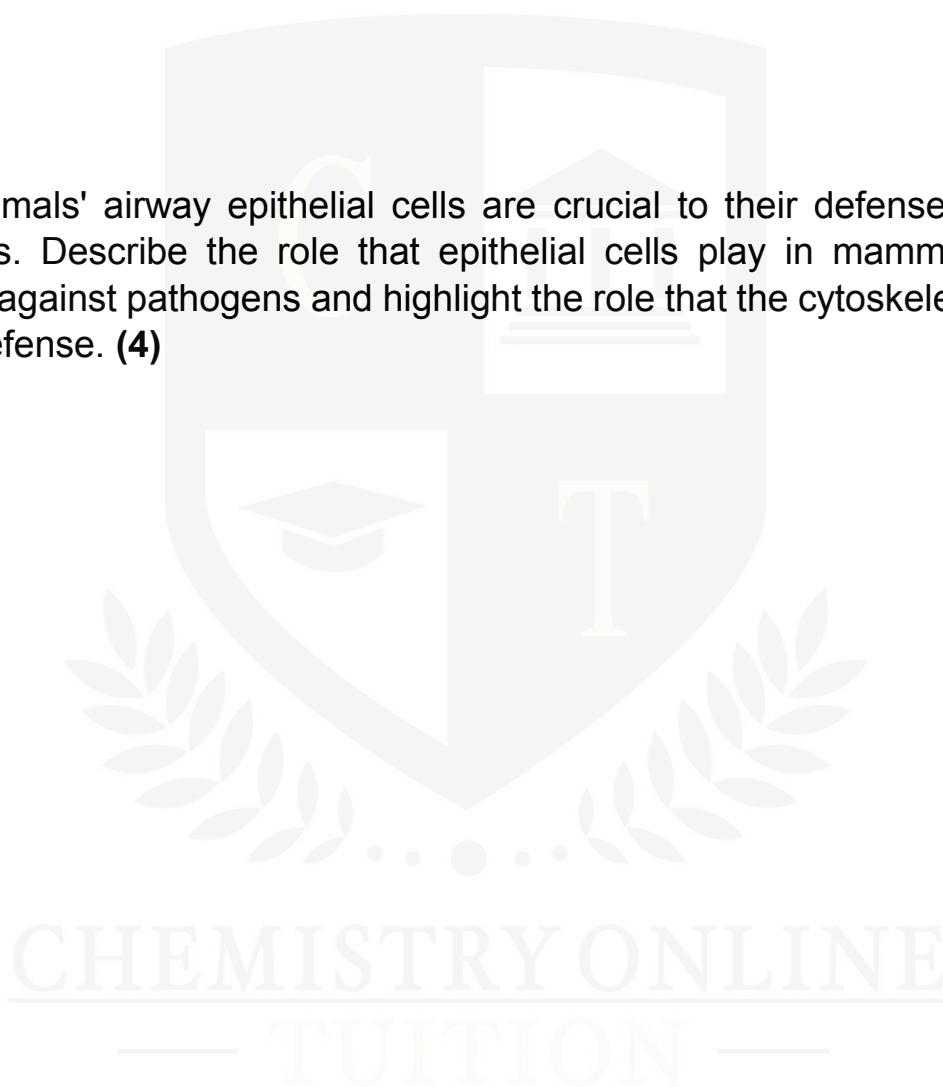 mals' airway epithelial cells are crucial to their defense
s. Describe the role that epithelial cells play in mamm
against pathogens and highlight the role that the cytoskele
efense. (4)
C
T
CHEMISTRY ONLINE
TUITION